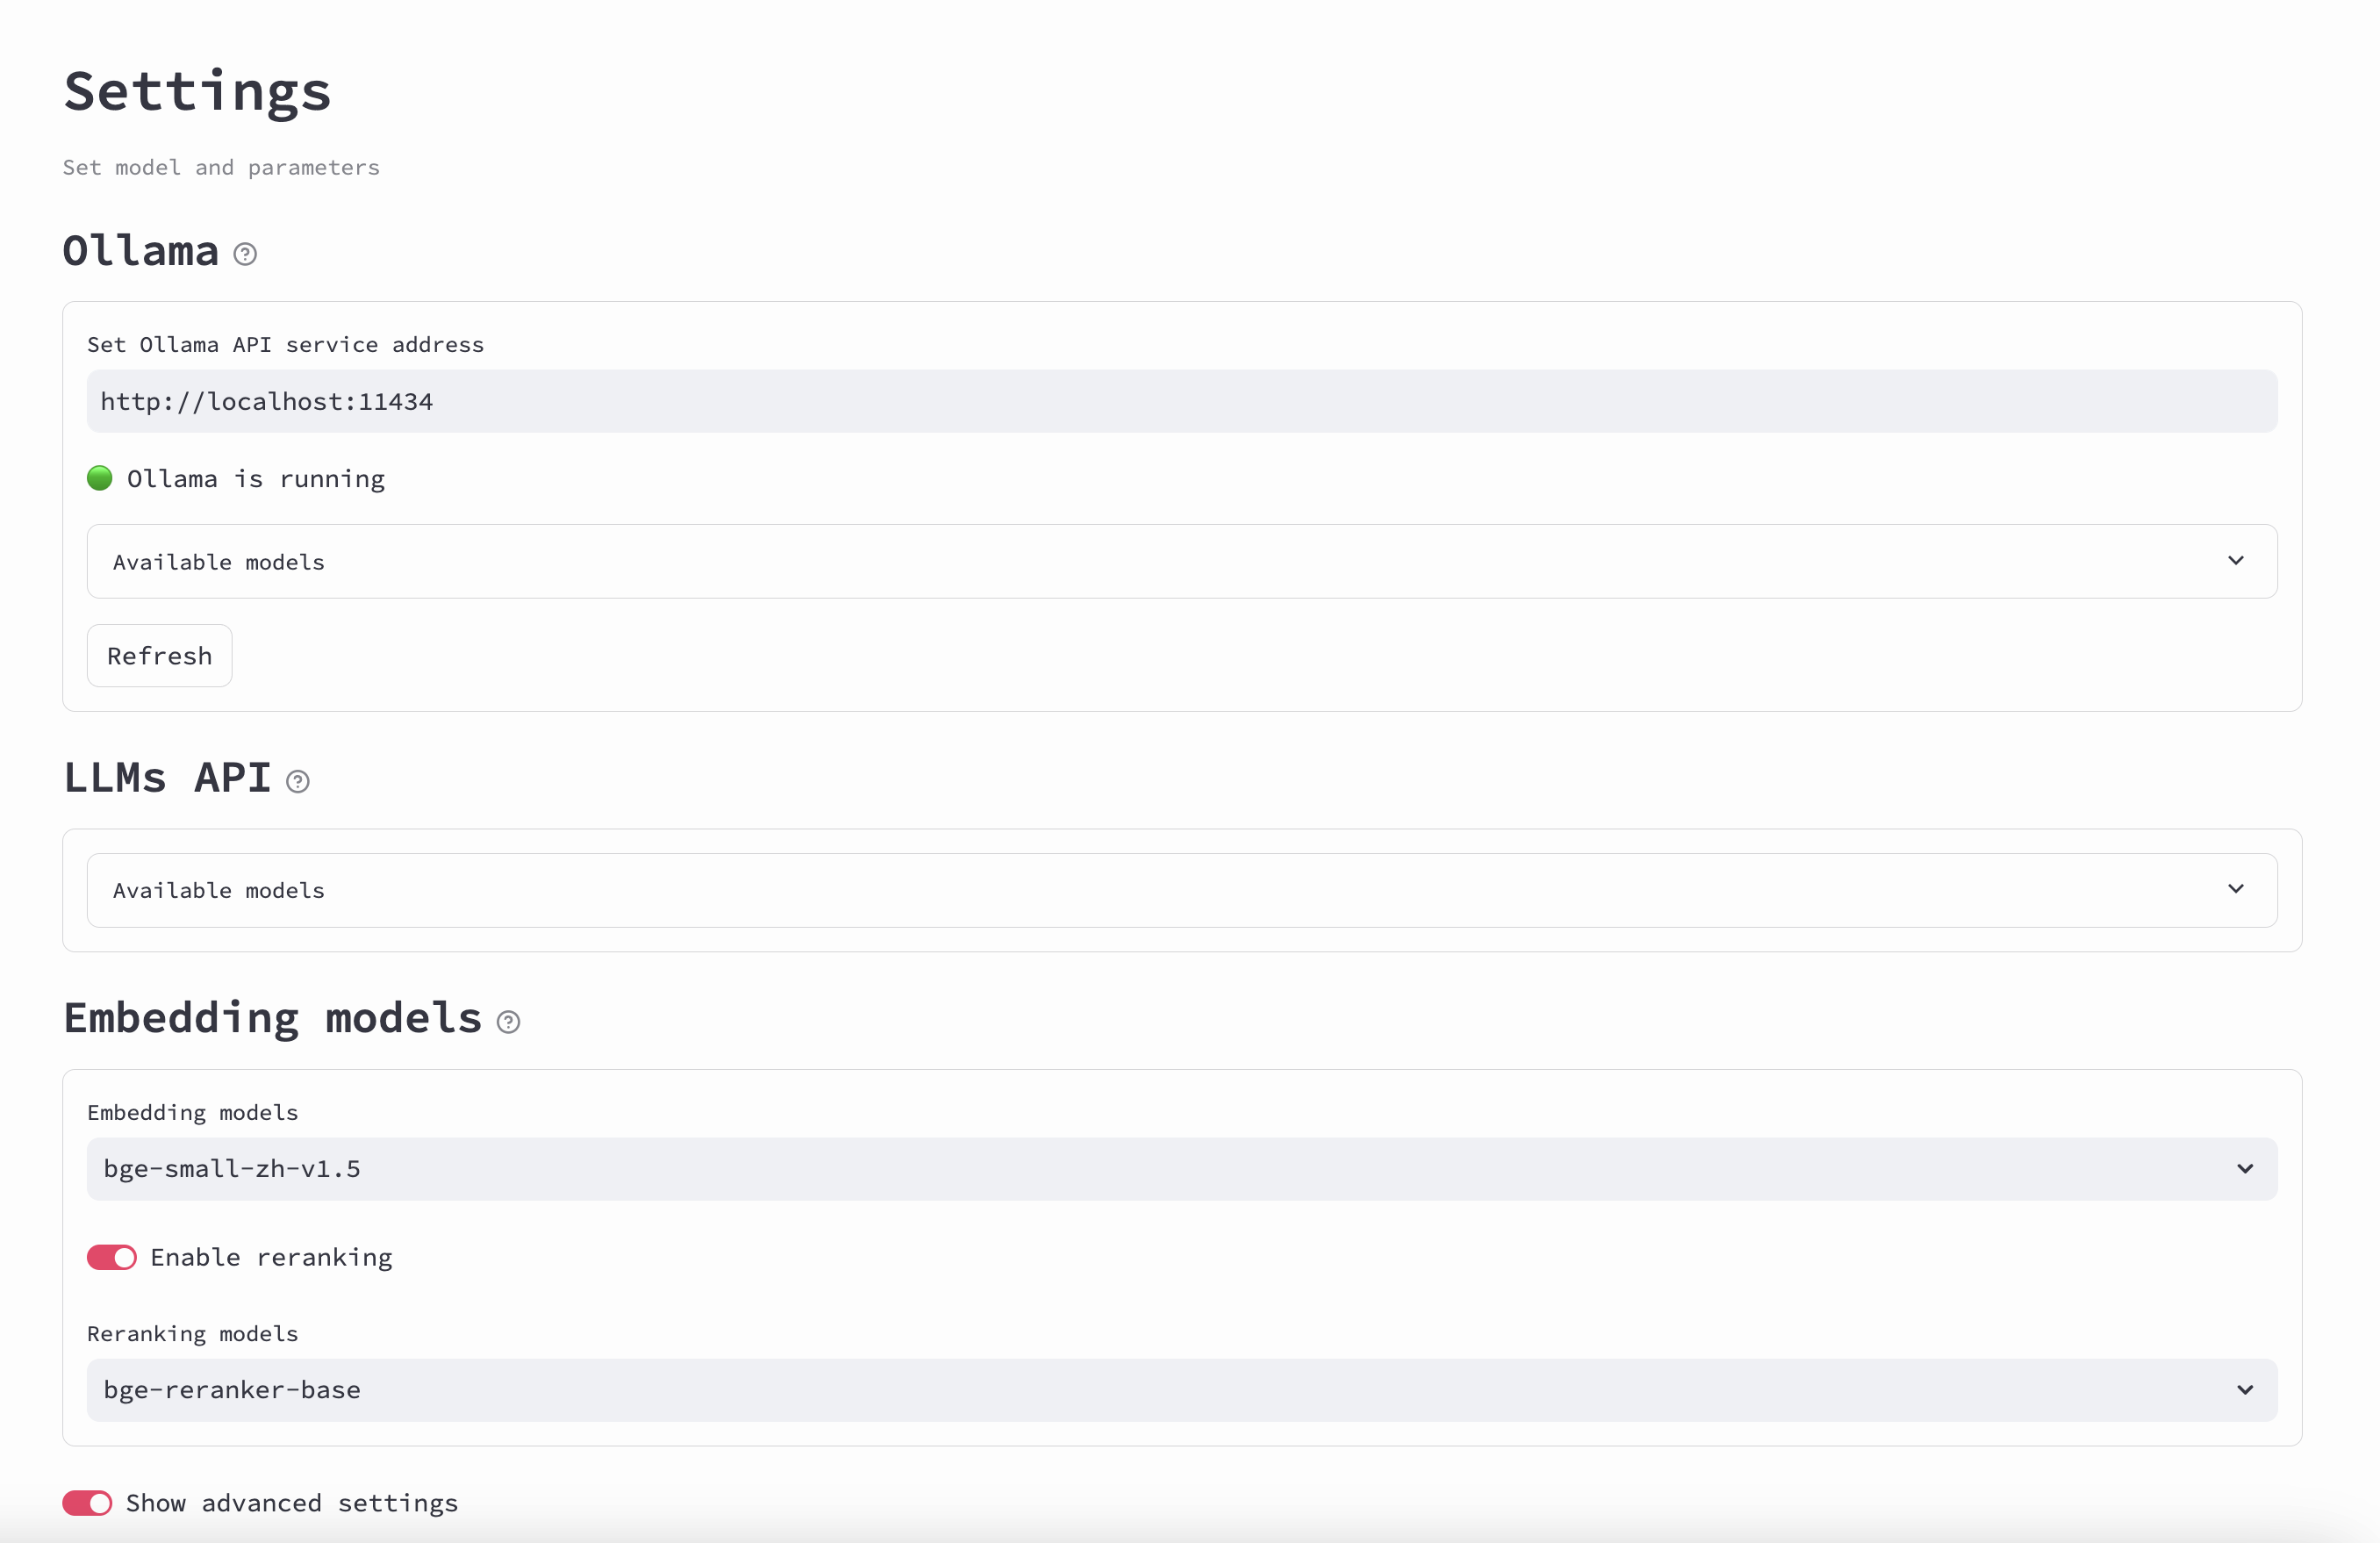 Settings
Set model and parameters
Ollama
Set Ollama API service address
http://localhost:11434
Ollama is running
Available models
Refresh
LLMs API
Available models
Embedding models
Embedding models
bge-small-zh-v1.5
Enable reranking
Reranking models
bge-reranker-base
Show advanced settings